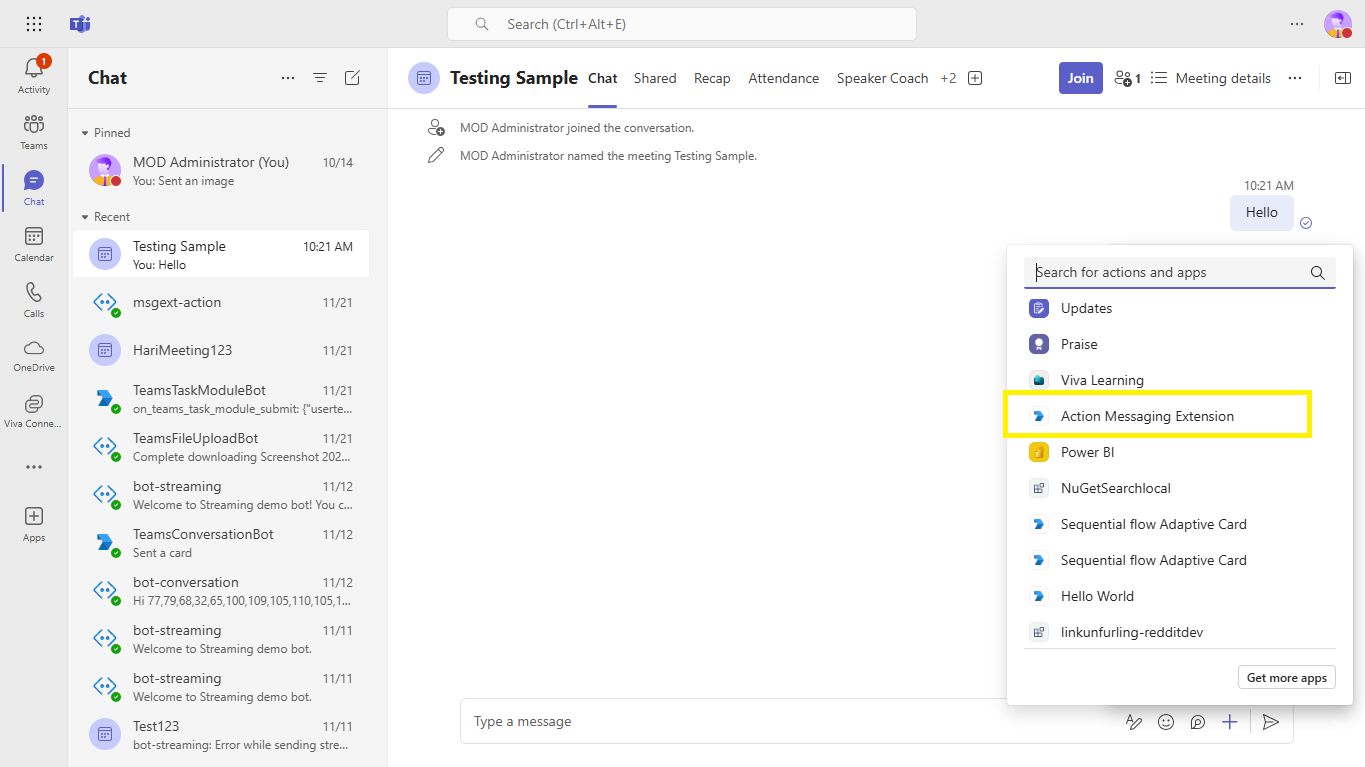 Search (Ctrl+Alt+E)
1
Activity
Teams
Chat
Calendar
Calls
OneDrive
Viva Conne...
Apps
Chat
Pinned
MOD Administrator (You) 10/14
You: Sent an image
Recent
Testing Sample 10:21 AM
You: Hello
msgext-action 11/21
HariMeeting123 11/21
TeamsTaskModuleBot 11/21
on_teams_task_module_submit: {"userte...
TeamsFileUploadBot 11/21
Complete downloading Screenshot 202...
bot-streaming 11/12
Welcome to Streaming demo bot! You c...
TeamsConversationBot 11/12
Sent a card
bot-conversation 11/12
Hi 77,79,68,32,65,100,109,105,110,105,1...
bot-streaming 11/11
Welcome to Streaming demo bot.
bot-streaming 11/11
Welcome to Streaming demo bot.
Test123 11/11
bot-streaming: Error while sending stre...
Testing Sample Chat Shared Recap Attendance Speaker Coach +2 Join 1 Meeting details
MOD Administrator joined the conversation.
MOD Administrator named the meeting Testing Sample.
10:21 AM
Hello
Search for actions and apps
Updates
Praise
Viva Learning
Action Messaging Extension
Power BI
NuGetSearchlocal
Sequential flow Adaptive Card
Sequential flow Adaptive Card
Hello World
linkunfurling-redditdev
Get more apps
Type a message